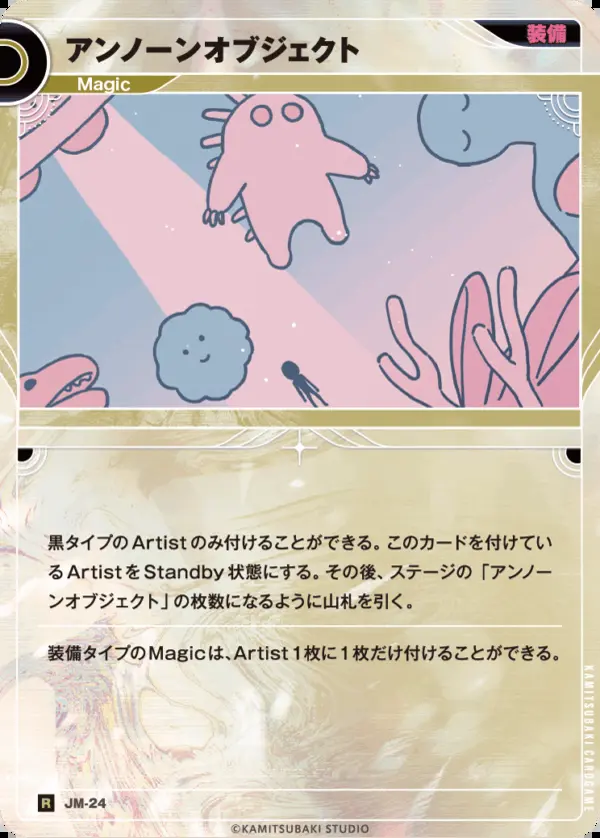 アンノーンオブジェクト
装備
Magic
黒タイプのArtistのみ付けることができる。このカードを付けてい
るArtistをStandby状態にする。その後、ステージの「アンノー
ンオブジェクト」の枚数になるように山札を引く。
装備タイプのMagicは、Artist1枚に1枚だけ付けることができる。
KAMITSUBAKI CARDGAME
R JM-24
©KAMITSUBAKI STUDIO